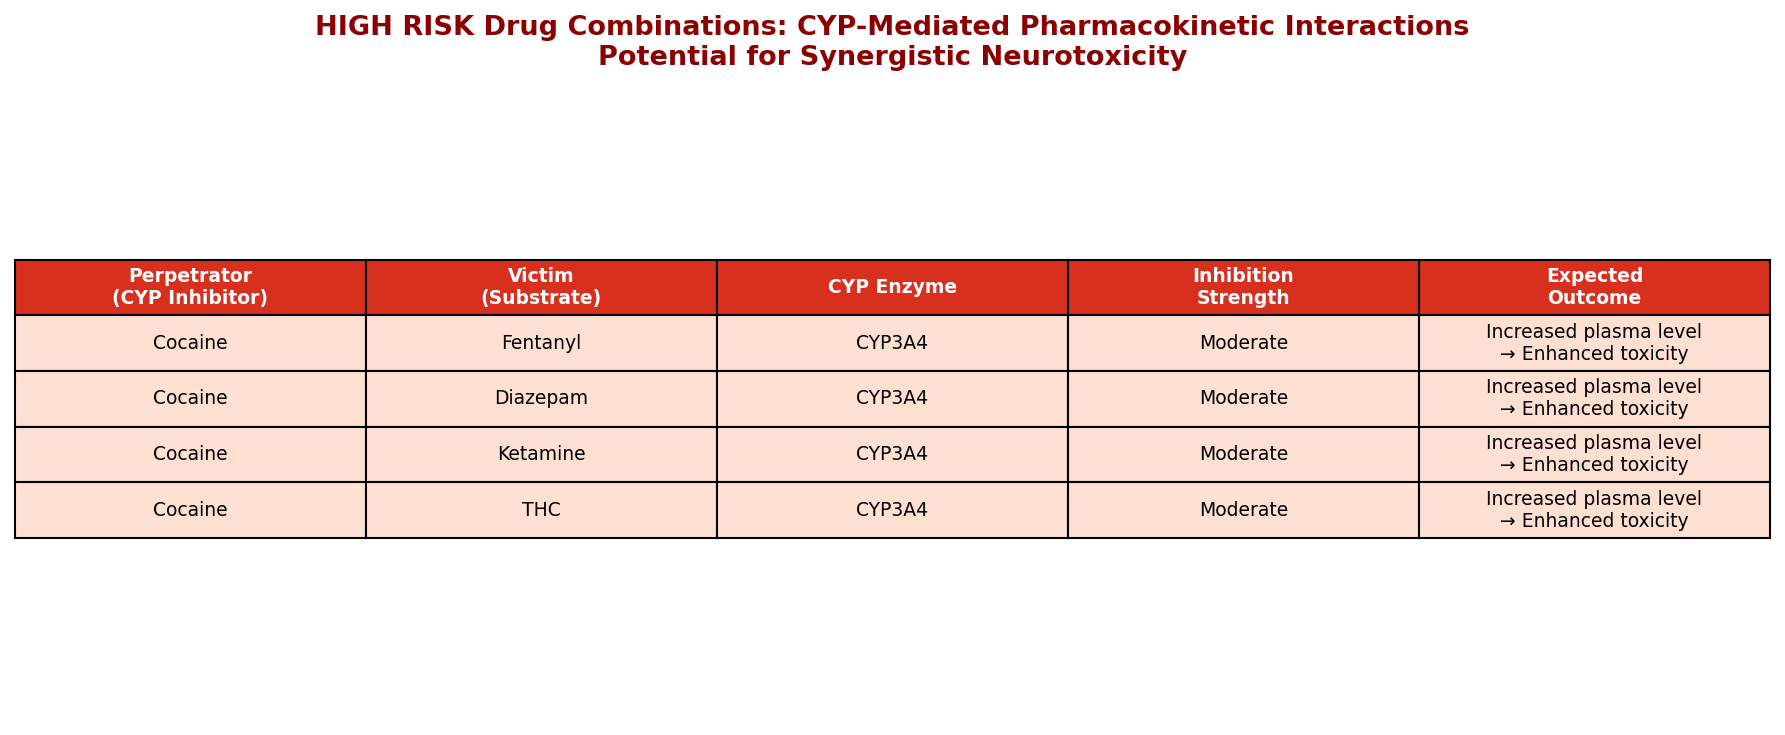 HIGH RISK Drug Combinations: CYP-Mediated Pharmacokinetic Interactions
Potential for Synergistic Neurotoxicity
Perpetrator
(CYP Inhibitor)
Victim
(Substrate)
CYP Enzyme
Inhibition
Strength
Expected
Outcome
Cocaine
Fentanyl
CYP3A4
Moderate
Increased plasma level
→ Enhanced toxicity
Cocaine
Diazepam
CYP3A4
Moderate
Increased plasma level
→ Enhanced toxicity
Cocaine
Ketamine
CYP3A4
Moderate
Increased plasma level
→ Enhanced toxicity
Cocaine
THC
CYP3A4
Moderate
Increased plasma level
→ Enhanced toxicity